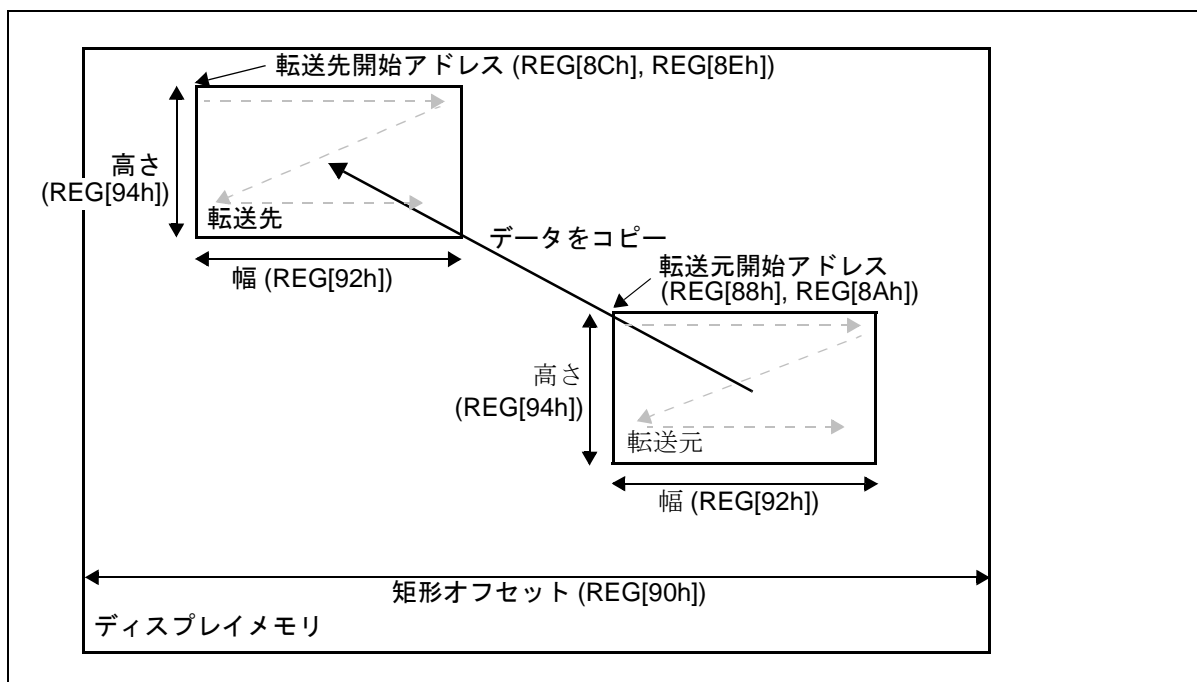 転送先開始アドレス (REG[8Ch], REG[8Eh])
高さ
(REG[94h])
転送先
幅 (REG[92h])
データをコピー
転送元開始アドレス
(REG[88h], REG[8Ah])
高さ
(REG[94h])
転送元
幅 (REG[92h])
矩形オフセット (REG[90h])
ディスプレイメモリ